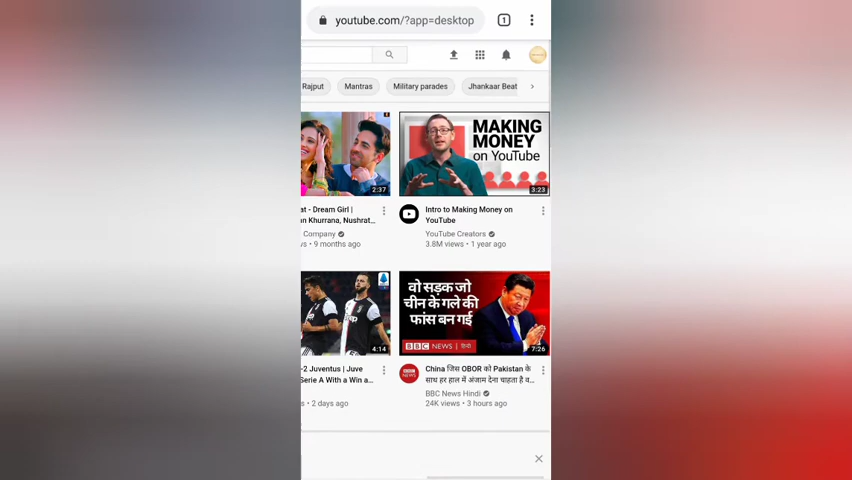 youtube.com/?app=desktop
1
Rajput
Mantras
Military parades
Jhankaar Beat
2:37
MAKING
MONEY
on YouTube
3:23
at - Dream Girl |
an Khurrana, Nushrat...
Company
s • 9 months ago
Intro to Making Money on
YouTube
YouTube Creators
3.8M views • 1 year ago
4:14
वो सड़क जो
चीन के गले की
फांस बन गई
BBC NEWS हिन्दी
7:26
-2 Juventus | Juve
Serie A With a Win a...
s • 2 days ago
BBC
NEWS
China जिस OBOR को Pakistan के
साथ हर हाल में अंजाम देना चाहता है व...
BBC News Hindi
24K views • 3 hours ago